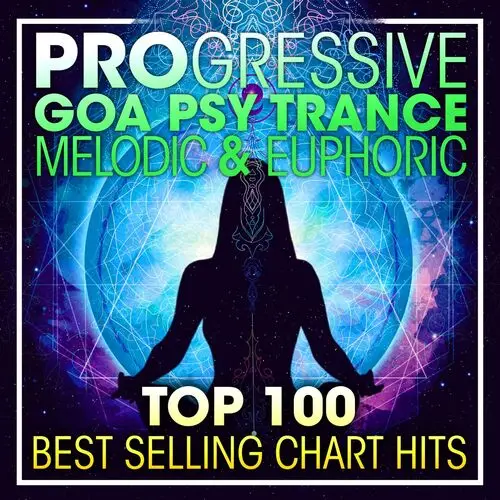 PROGRESSIVE
GOA PSY TRANCE
MELODIC & EUPHORIC
TOP 100
BEST SELLING CHART HITS